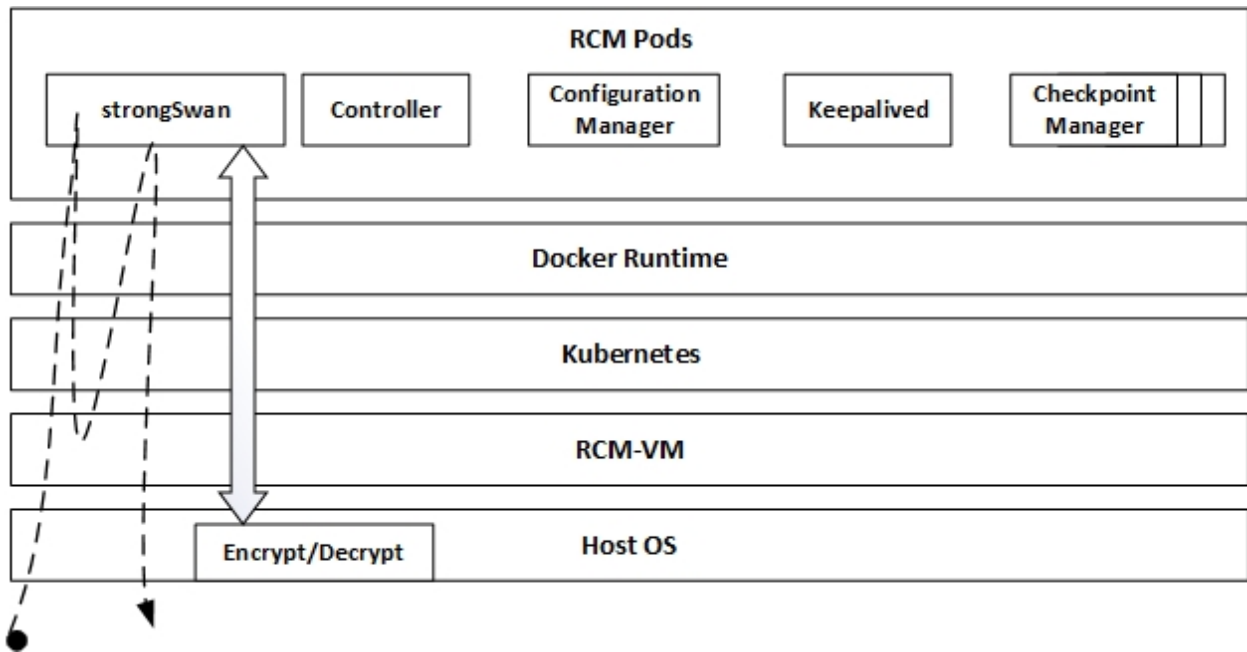 RCM Pods
strongSwan
Controller
Configuration
Manager
Keepalived
Checkpoint
Manager
Docker Runtime
Kubernetes
RCM-VM
Host OS
Encrypt/Decrypt